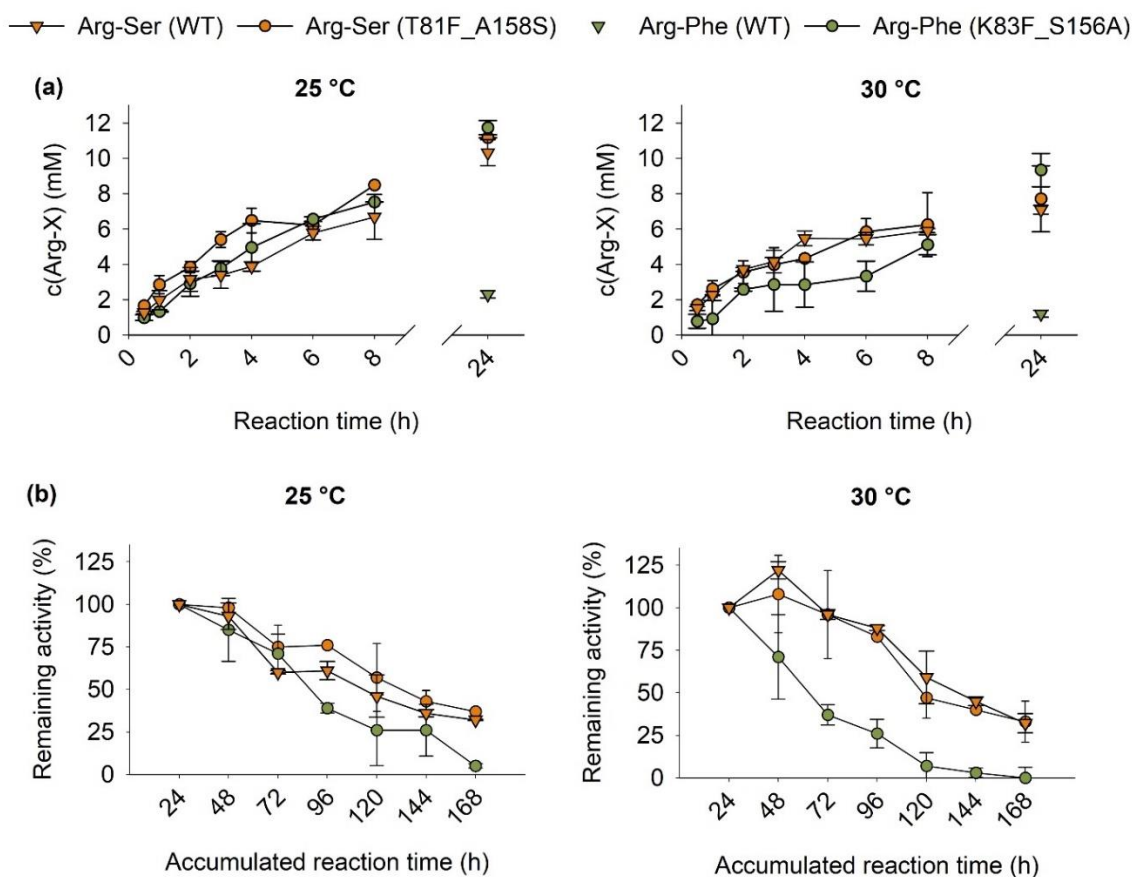 Arg-Ser (WT) Arg-Ser (T81F_A158S) Arg-Phe (WT) Arg-Phe (K83F_S156A)
(a) 25 °C 30 °C
c(Arg-X) (mM)
12
10
8
6
4
2
0
0 2 4 6 8 24
Reaction time (h)
c(Arg-X) (mM)
12
10
8
6
4
2
0
0 2 4 6 8 24
Reaction time (h)
(b) 25 °C 30 °C
Remaining activity (%)
125
100
75
50
25
0
24 48 72 96 120 144 168
Accumulated reaction time (h)
Remaining activity (%)
125
100
75
50
25
0
24 48 72 96 120 144 168
Accumulated reaction time (h)